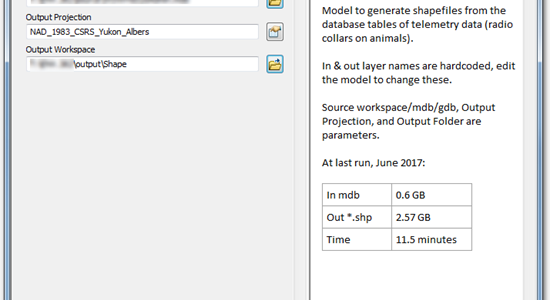 Output Projection
NAD_1983_CSRS_Yukon_Albers
Output Workspace
\output\Shape
Model to generate shapefiles from the
database tables of telemetry data (radio
collars on animals).
In & out layer names are hardcoded, edit
the model to change these.
Source workspace/mdb/gdb, Output
Projection, and Output Folder are
parameters.
At last run, June 2017:
In mdb 0.6 GB
Out *.shp 2.57 GB
Time 11.5 minutes